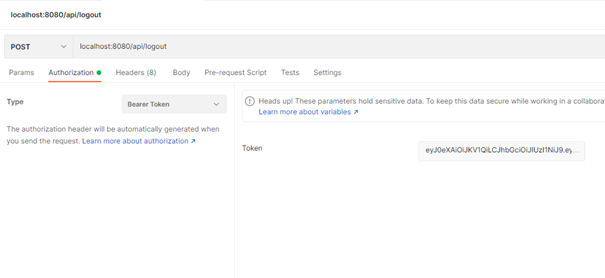 localhost:8080/api/logout
POST
localhost:8080/api/logout
Params Authorization Headers (8) Body Pre-request Script Tests Settings
Type
Bearer Token
The authorization header will be automatically generated when
you send the request. Learn more about authorization ↗
Heads up! These parameters hold sensitive data. To keep this data secure while working in a collabora
Learn more about variables ↗
Token
eyJ0eXAiOiJKV1QiLCJhbGciOiJIUzI1NiJ9.ey...